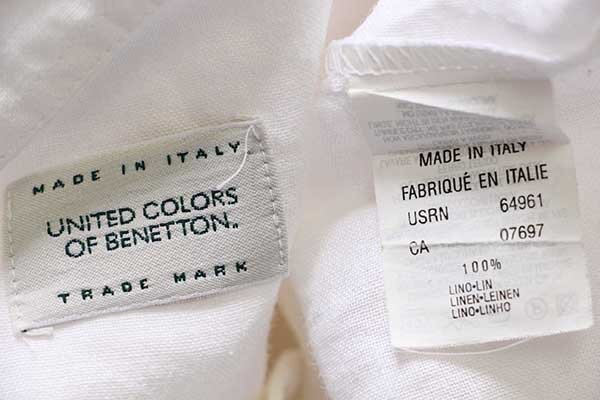 MADE IN ITALY
UNITED COLORS
OF BENETTON.
TRADE MARK
MADE IN ITALY
FABRIQUÉ EN ITALIE
USRN 64961
CA 07697
100%
LINO•LIN
LINEN•LEINEN
LINO•LINHO